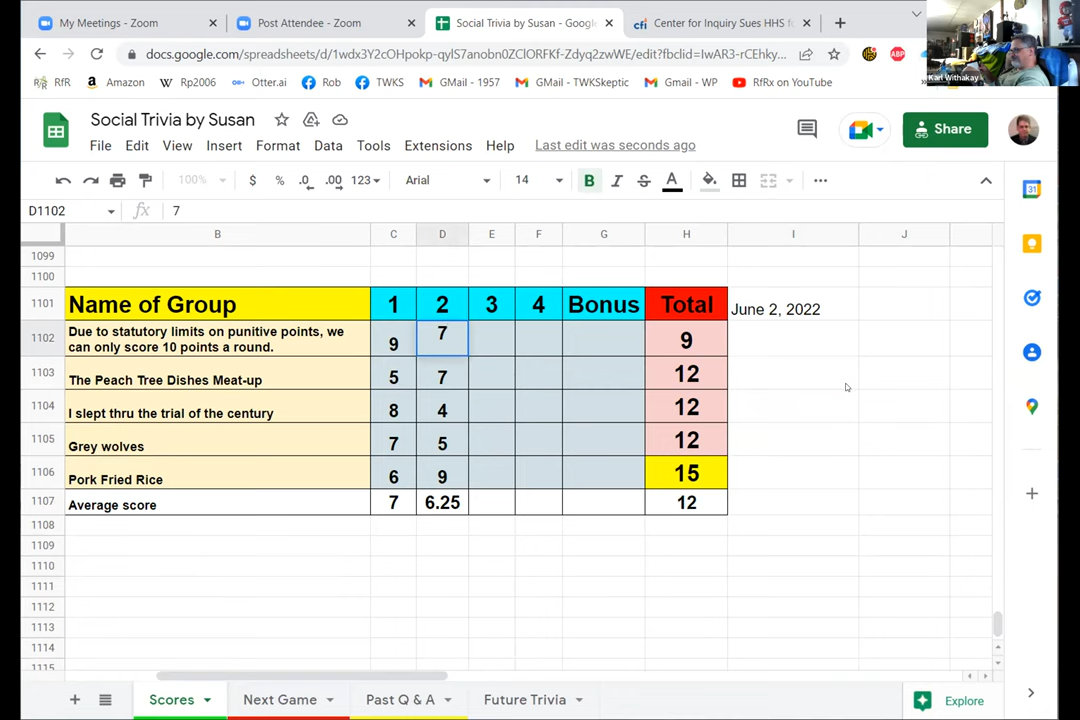 My Meetings - Zoom
Post Attendee - Zoom
Social Trivia by Susan - Google
Center for Inquiry Sues HHS
docs.google.com/spreadsheets/d/1wdx3Y2cOHpokp-qylS7anobn0ZClORFKf-Zdyq2zwWE/edit?fbclid=IwAR3-rCEhky...
RfR Amazon Rp2006 Otter.ai Rob TWKS GMail - 1957 GMail - TWKSkeptic Gmail - WP RfRx on YouTube
ABP
Karl Withakay
Social Trivia by Susan
File Edit View Insert Format Data Tools Extensions Help Last edit was seconds ago
Share
100% $ % .0 .00 123 Arial 14 B I S A
31
D1102 fx 7
B C D E F G H I J
1099
1100
1101 Name of Group 1 2 3 4 Bonus Total June 2, 2022
1102 Due to statutory limits on punitive points, we
can only score 10 points a round. 9 7 9
1103 The Peach Tree Dishes Meat-up 5 7 12
1104 I slept thru the trial of the century 8 4 12
1105 Grey wolves 7 5 12
1106 Pork Fried Rice 6 9 15
1107 Average score 7 6.25 12
1108
1109
1110
1111
1112
1113
1114
1115
Scores Next Game Past Q & A Future Trivia Explore